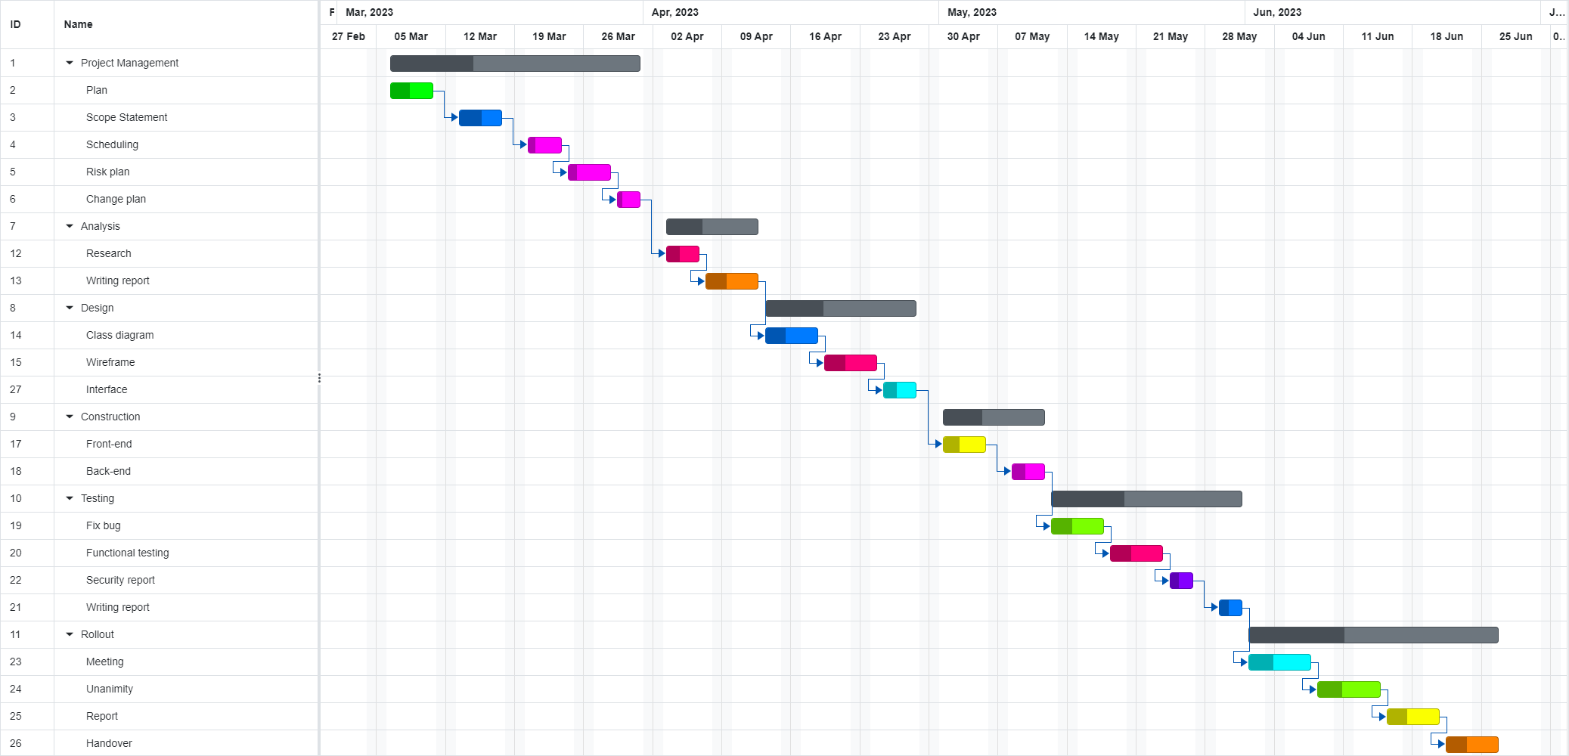 ID Name F Mar, 2023 Apr, 2023 May, 2023 Jun, 2023 J...
27 Feb 05 Mar 12 Mar 19 Mar 26 Mar 02 Apr 09 Apr 16 Apr 23 Apr 30 Apr 07 May 14 May 21 May 28 May 04 Jun 11 Jun 18 Jun 25 Jun 0...
1 Project Management
2 Plan
3 Scope Statement
4 Scheduling
5 Risk plan
6 Change plan
7 Analysis
12 Research
13 Writing report
8 Design
14 Class diagram
15 Wireframe
27 Interface
9 Construction
17 Front-end
18 Back-end
10 Testing
19 Fix bug
20 Functional testing
22 Security report
21 Writing report
11 Rollout
23 Meeting
24 Unanimity
25 Report
26 Handover